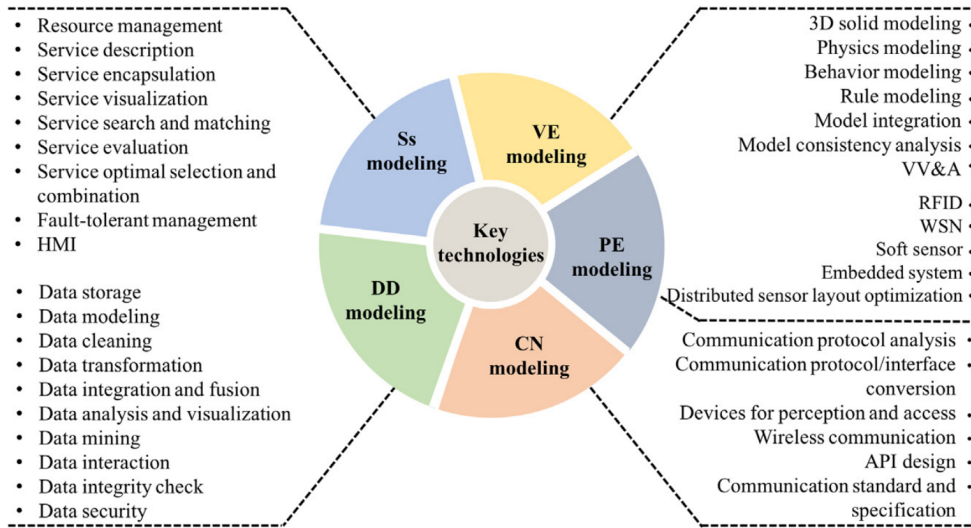 • Resource management
• Service description
• Service encapsulation
• Service visualization
• Service search and matching
• Service evaluation
• Service optimal selection and
combination
• Fault-tolerant management
• HMI
• Data storage
• Data modeling
• Data cleaning
• Data transformation
• Data integration and fusion
• Data analysis and visualization
• Data mining
• Data interaction
• Data integrity check
• Data security
Ss
modeling
VE
modeling
Key
technologies
PE
modeling
DD
modeling
CN
modeling
3D solid modeling •
Physics modeling •
Behavior modeling •
Rule modeling •
Model integration •
Model consistency analysis •
VV&A •
RFID •
WSN •
Soft sensor •
Embedded system •
Distributed sensor layout optimization •
Communication protocol analysis •
Communication protocol/interface •
conversion
Devices for perception and access •
Wireless communication •
API design •
Communication standard and •
specification